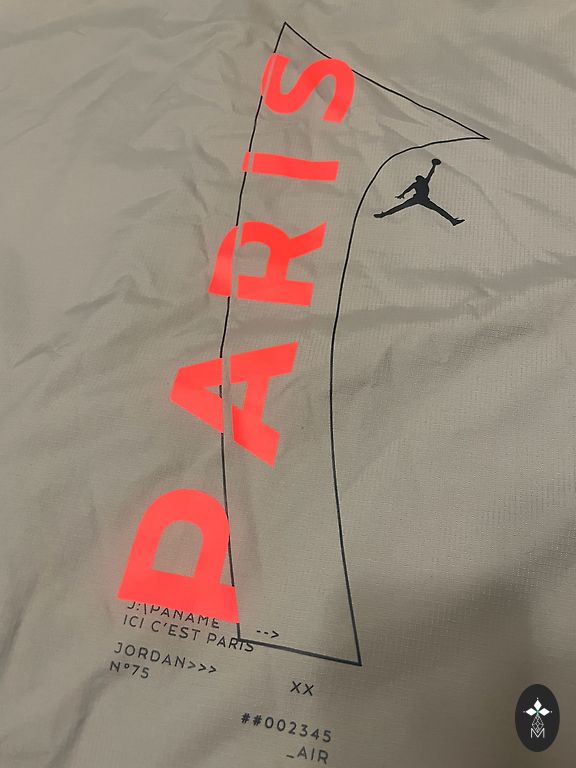 PARIS
J:\PANAME
ICI C'EST PARIS
-->
JORDAN>>>
N°75
XX
##002345
_AIR
M